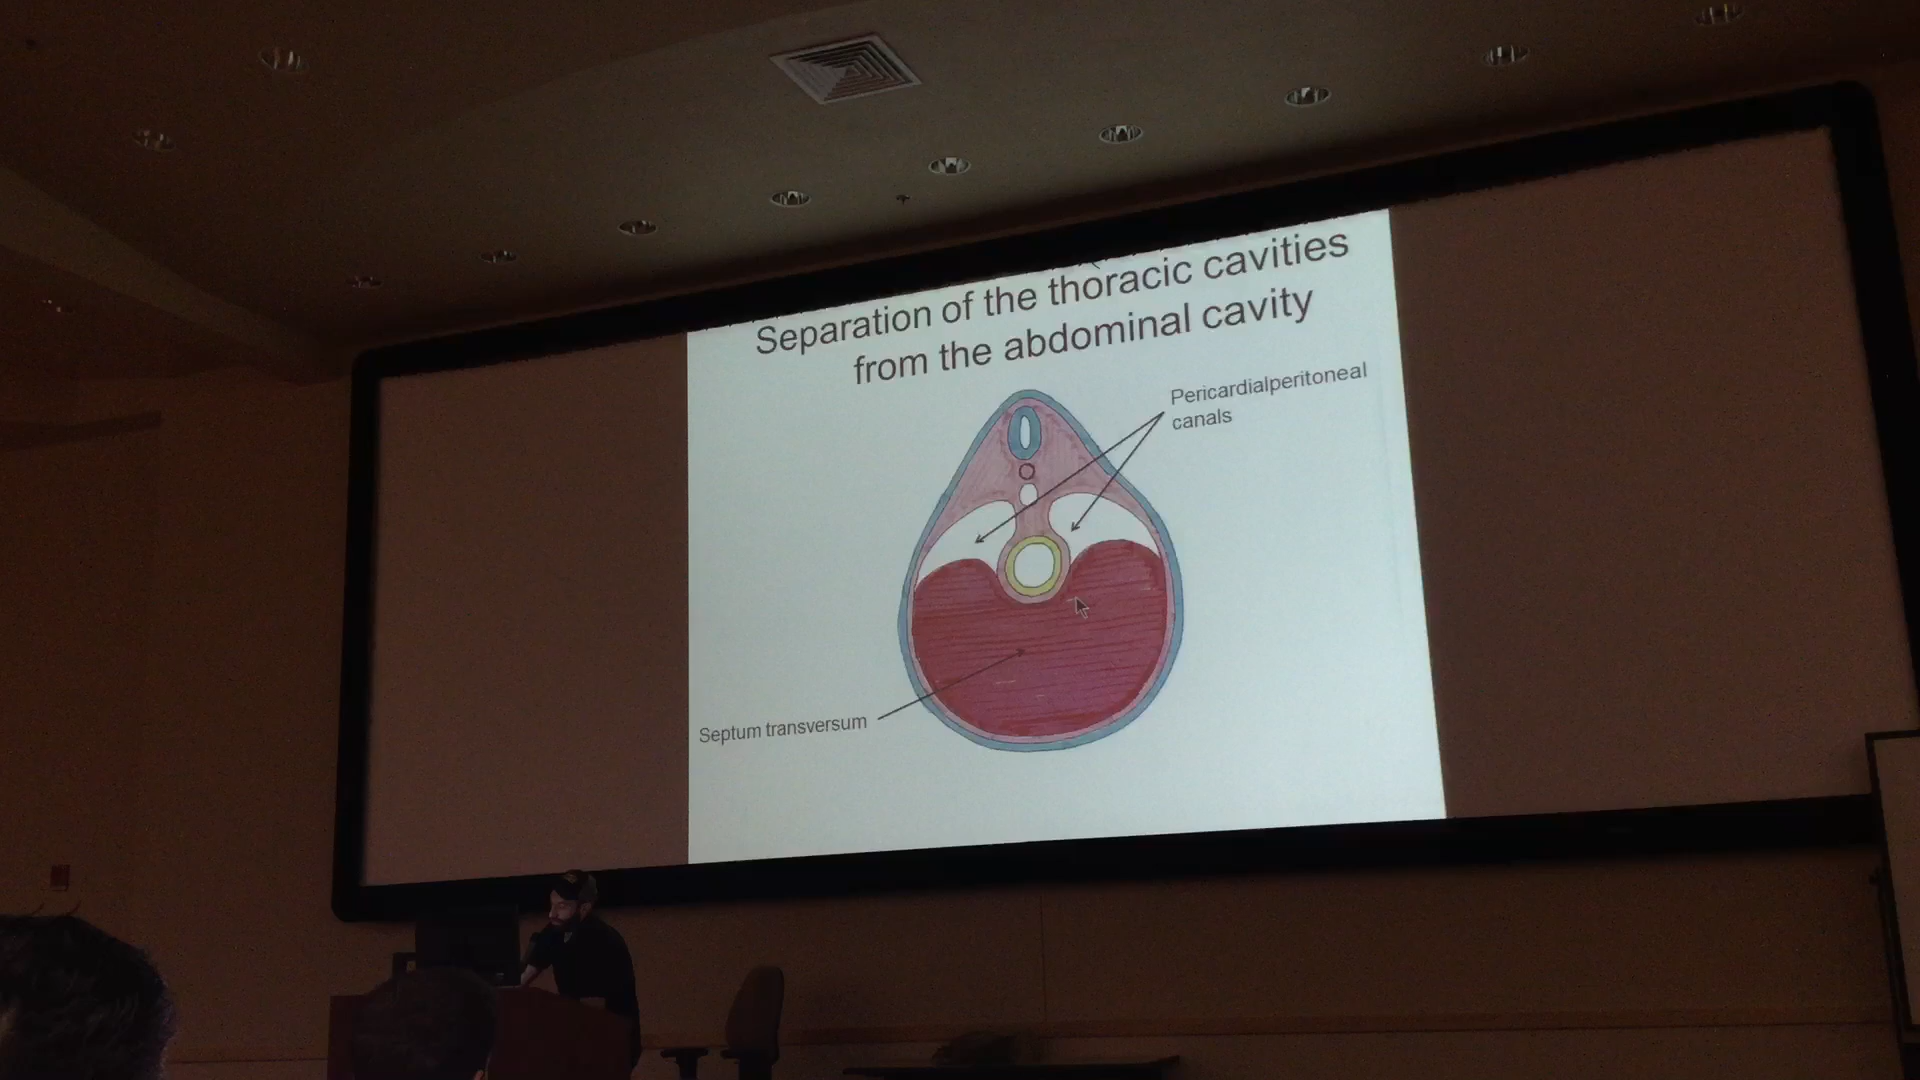 Separation of the thoracic cavities
from the abdominal cavity
Pericardialperitoneal
canals
Septum transversum